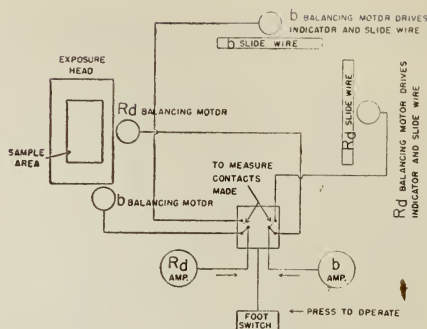 b BALANCING MOTOR DRIVES
INDICATOR AND SLIDE WIRE
b SLIDE WIRE
EXPOSURE
HEAD
Rd BALANCING MOTOR
SAMPLE
AREA
b BALANCING MOTOR
TO MEASURE
CONTACTS
MADE
Rd SLIDE WIRE
Rd BALANCING MOTOR DRIVES
INDICATOR AND SLIDE WIRE
Rd
AMP.
b
AMP.
FOOT
SWITCH
← PRESS TO OPERATE